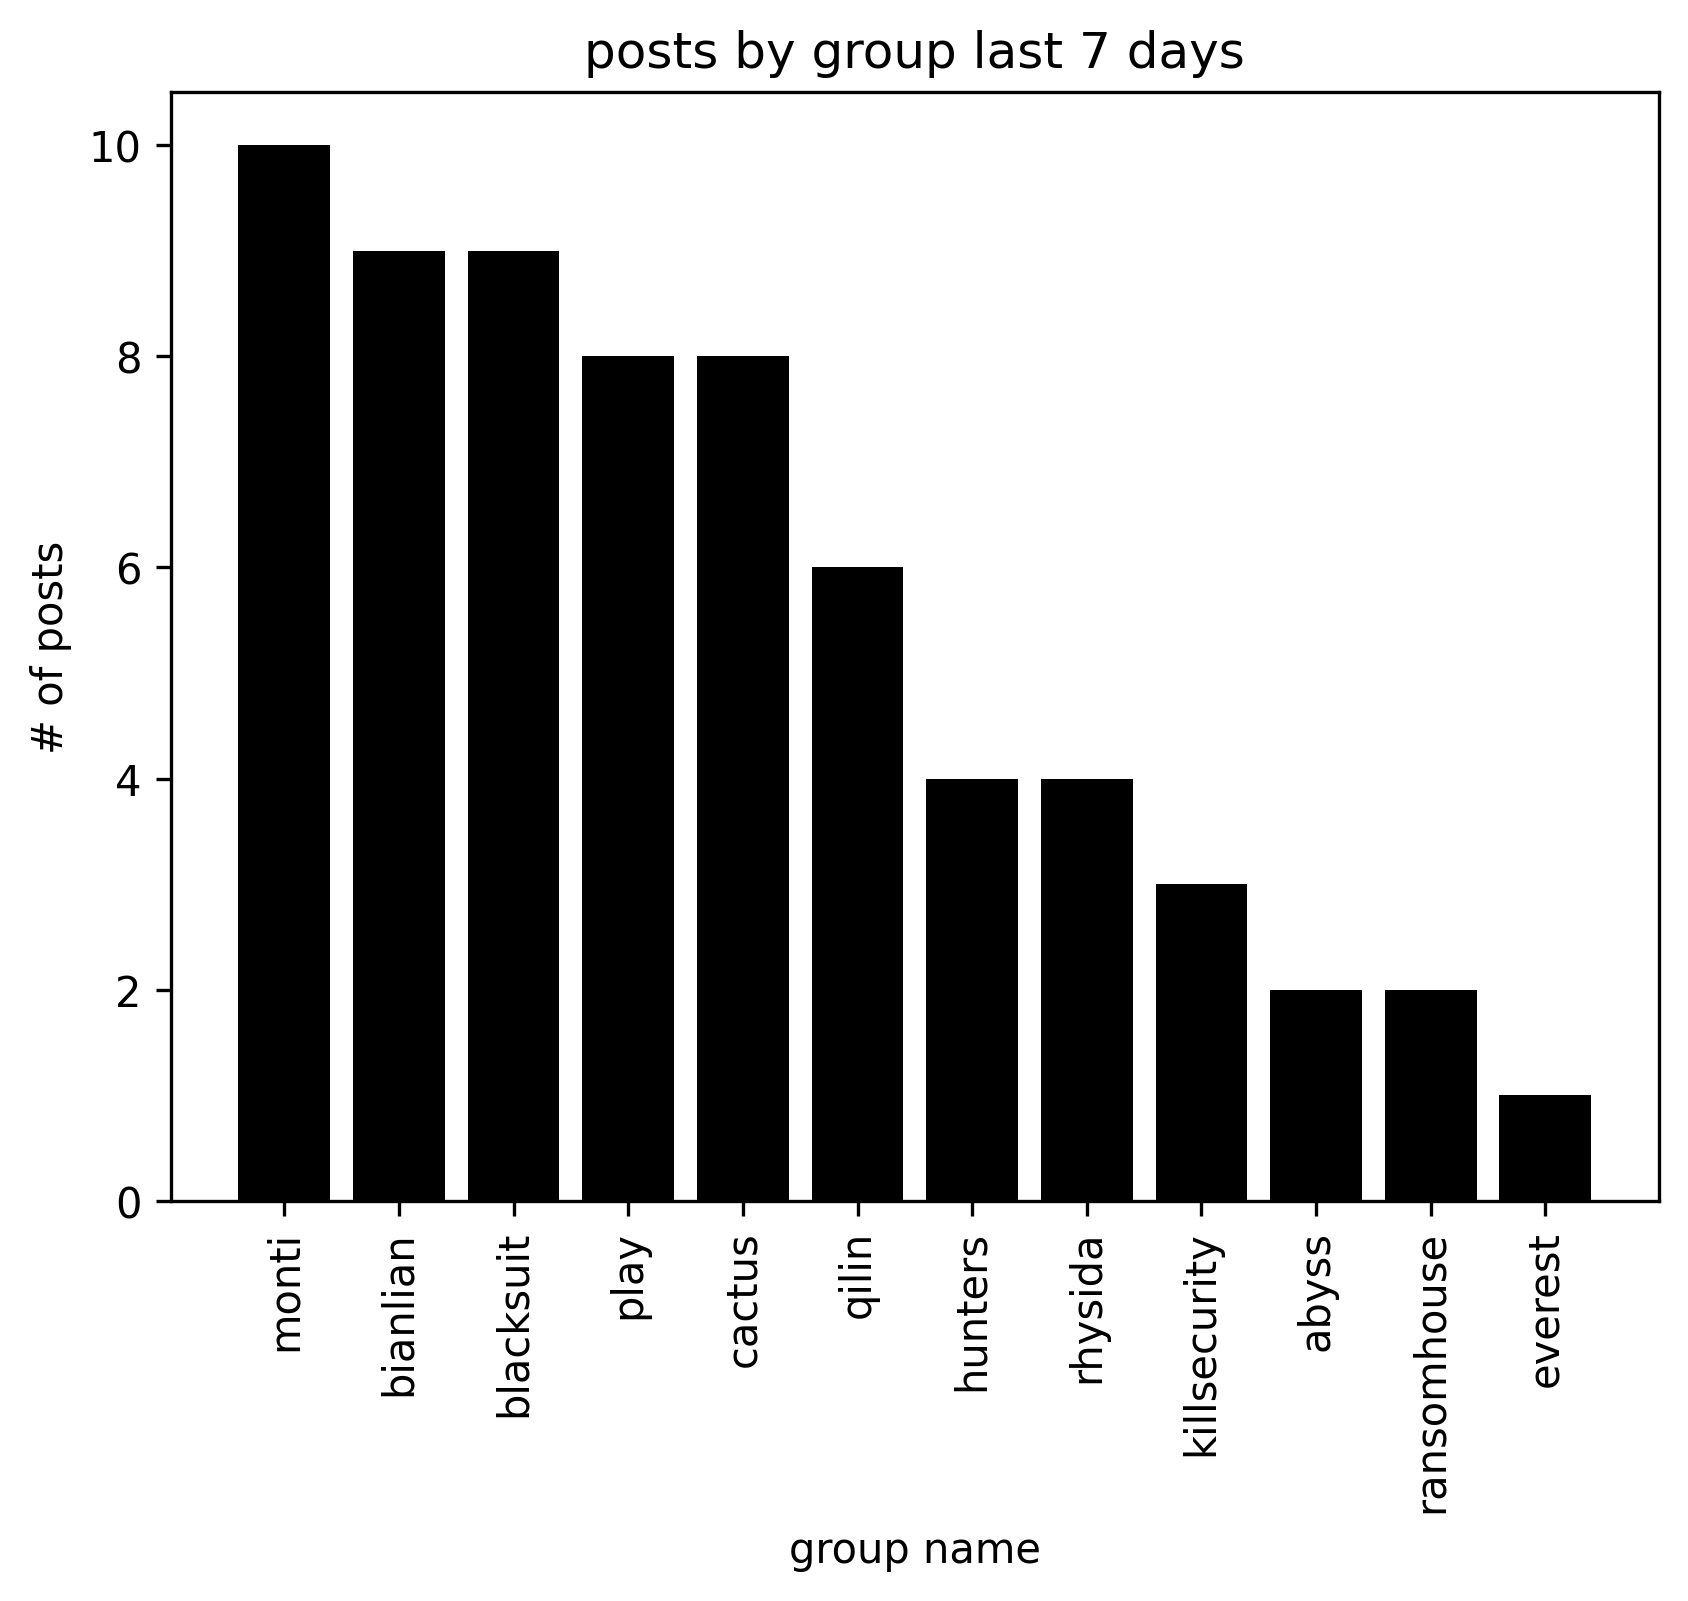 posts by group last 7 days
# of posts
10
8
6
4
2
0
monti
bianlian
blacksuit
play
cactus
qilin
hunters
rhysida
killsecurity
abyss
ransomhouse
everest
group name